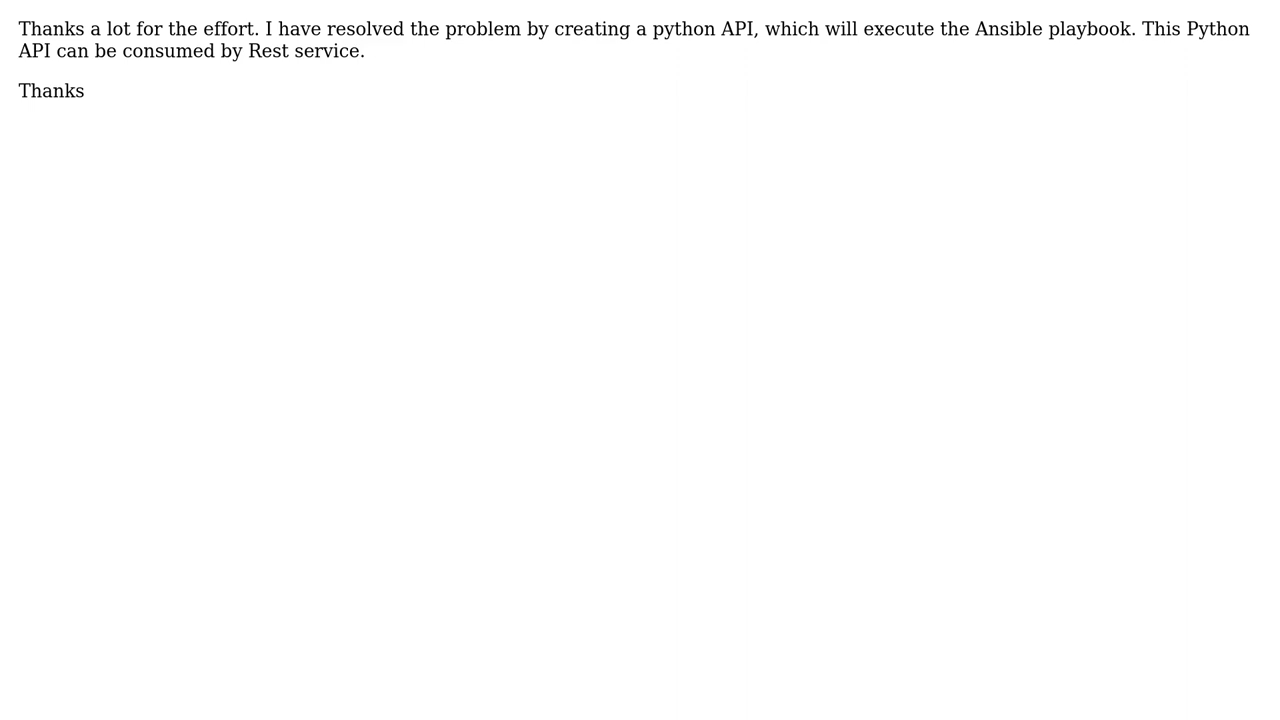 Thanks a lot for the effort. I have resolved the problem by creating a python API, which will execute the Ansible playbook. This Python
API can be consumed by Rest service.
Thanks